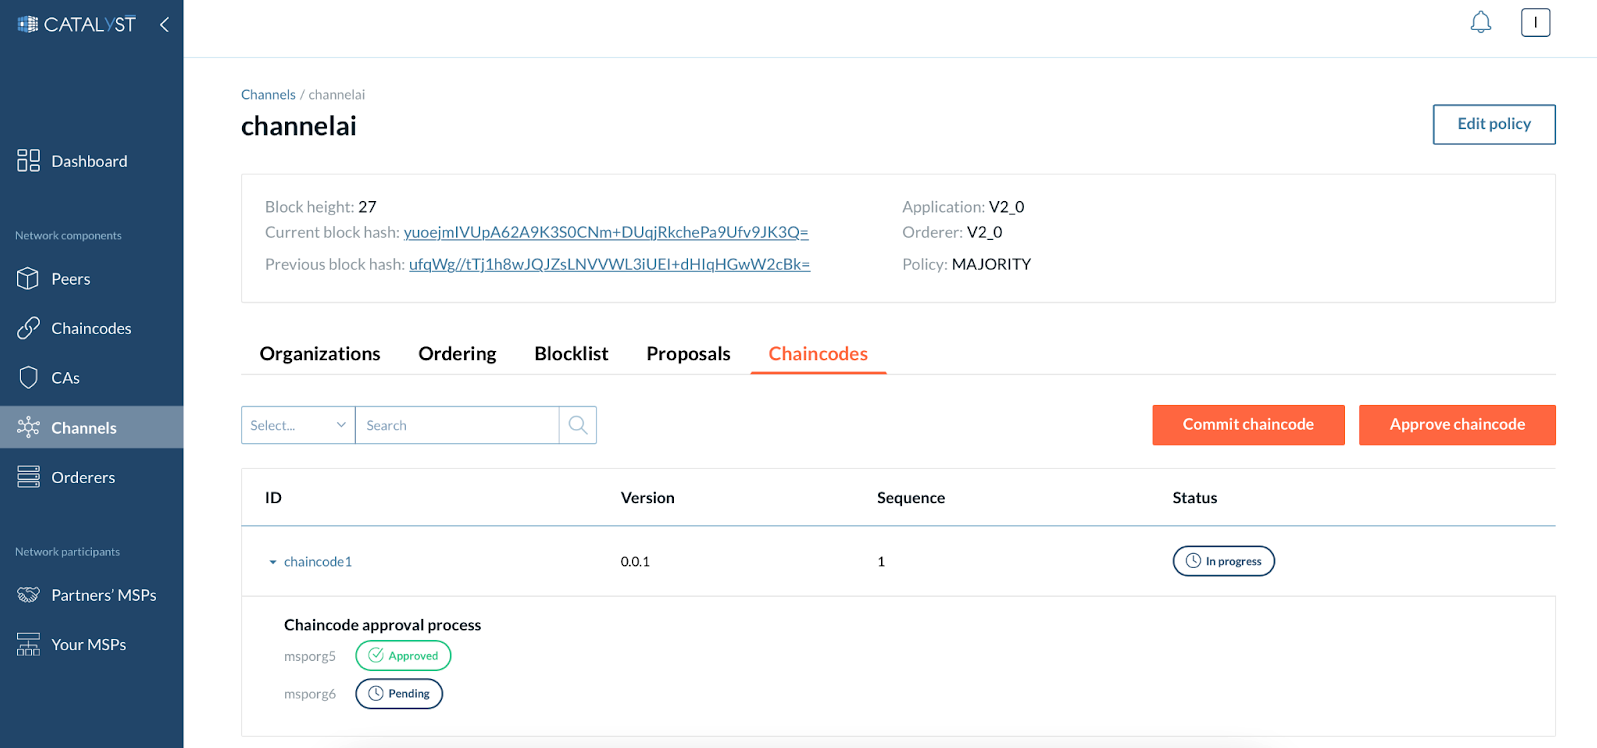 CATALYST
I
Dashboard
Network components
Peers
Chaincodes
CAs
Channels
Orderers
Network participants
Partners' MSPs
Your MSPs
Channels / channelai
channelai
Edit policy
Block height: 27
Current block hash: yuoejmIVUpA62A9K3S0CNm+DUqjRkchePa9Ufv9JK3Q=
Previous block hash: ufqWg//tTj1h8wJQJZsLNVVWL3iUEI+dHIqHGwW2cBk=
Application: V2_0
Orderer: V2_0
Policy: MAJORITY
Organizations Ordering Blocklist Proposals Chaincodes
Select... Search
Commit chaincode Approve chaincode
ID Version Sequence Status
chaincode1 0.0.1 1 In progress
Chaincode approval process
msporg5 Approved
msporg6 Pending